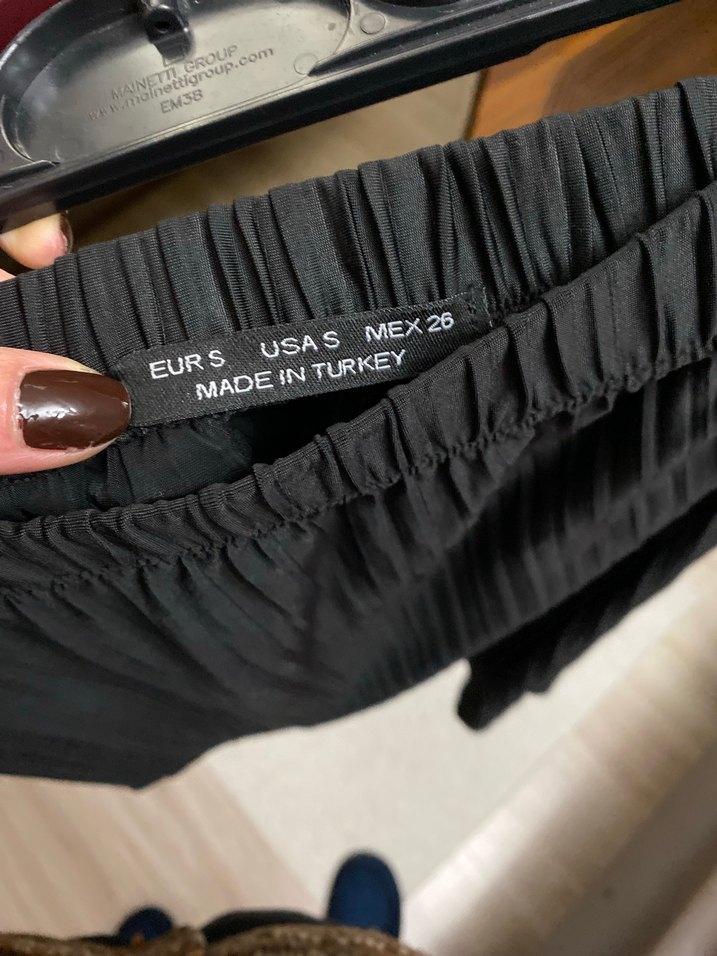 MAINETTI GROUP
www.mainettigroup.com
EM38
EUR S USA S MEX 26
MADE IN TURKEY